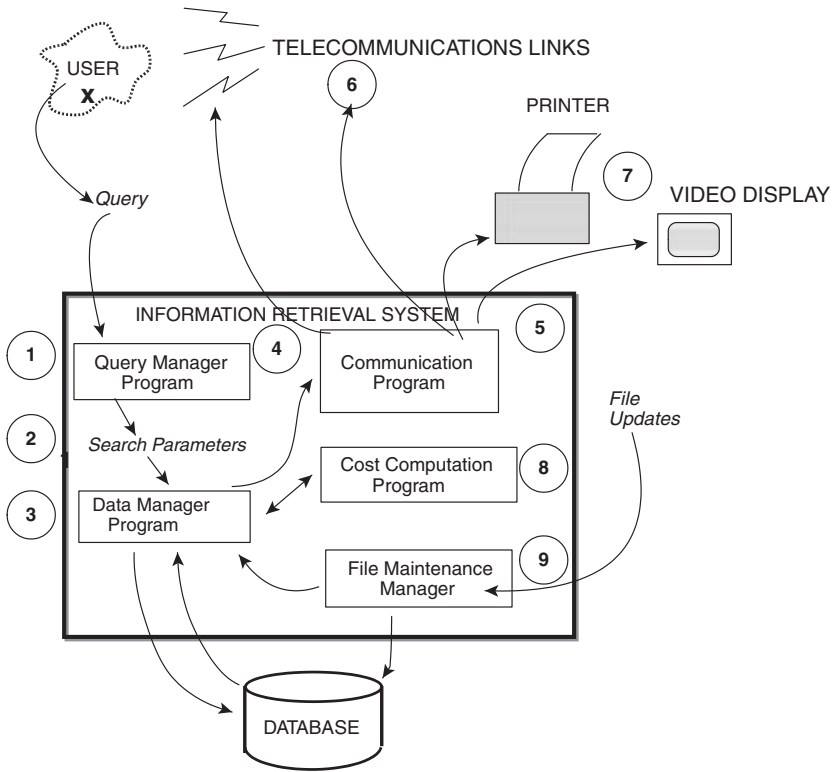 USER
X
TELECOMMUNICATIONS LINKS
6
PRINTER
7
VIDEO DISPLAY
Query
INFORMATION RETRIEVAL SYSTEM
5
1
Query Manager
Program
4
Communication
Program
2
Search Parameters
File
Updates
3
Data Manager
Program
Cost Computation
Program
8
File Maintenance
Manager
9
DATABASE